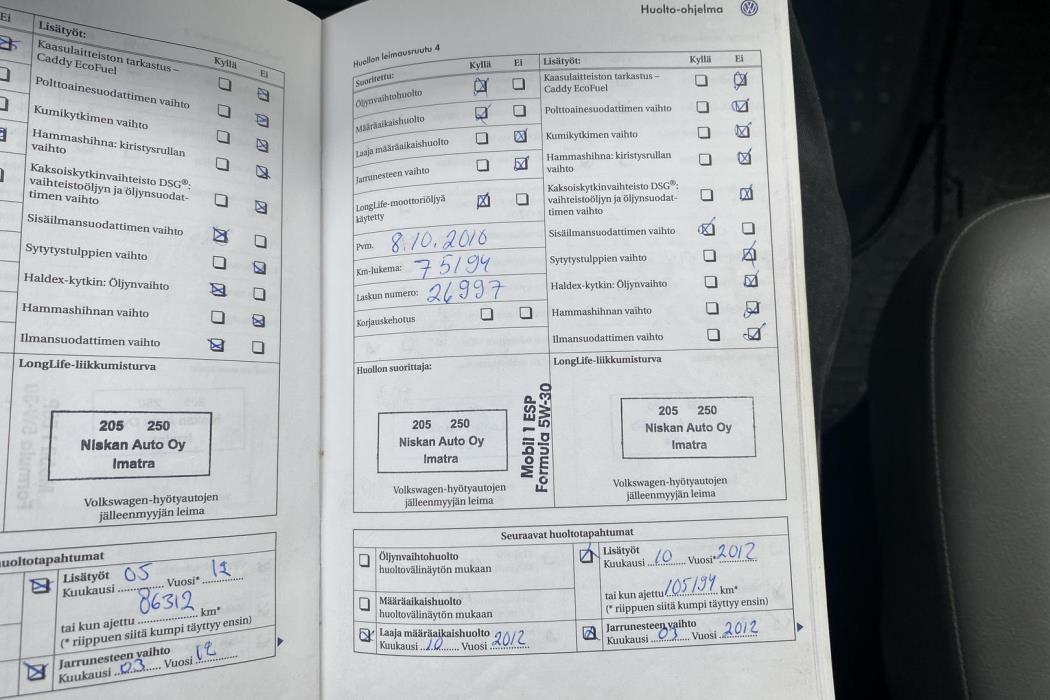 Ei
Lisätyöt:
Kyllä Ei
Kaasulaitteiston tarkastus –
Caddy EcoFuel
Polttoainesuodattimen vaihto
Kumikytkimen vaihto
Hammashihna: kiristysrullan
vaihto
Kaksoiskytkinvaihteisto DSG®:
vaihteistoöljyn ja öljynsuodat-
timen vaihto
Sisäilmansuodattimen vaihto
Sytytystulppien vaihto
Haldex-kytkin: Öljynvaihto
Hammashihnan vaihto
Ilmansuodattimen vaihto
LongLife-liikkumisturva
205 250
Niskan Auto Oy
Imatra
Volkswagen-hyötyautojen
jälleenmyyjän leima
uoltotapahtumat
Lisätyöt
Kuukausi 05 Vuosi* 12
86312
tai kun ajettu km*
(* riippuen siitä kumpi täyttyy ensin)
Jarrunesteen vaihto
Kuukausi 03 Vuosi 12
Huolto-ohjelma
Huollon leimausruutu 4
Suoritettu: Kyllä Ei
Öljynvaihtohuolto
Määräaikaishuolto
Laaja määräaikaishuolto
Jarrunesteen vaihto
LongLife-moottoriöljyä
käytetty
Pvm. 8.10.2010
Km-lukema: 75194
Laskun numero: 26997
Korjauskehotus
Huollon suorittaja:
205 250
Niskan Auto Oy
Imatra
Mobil 1 ESP
Formula 5W-30
Volkswagen-hyötyautojen
jälleenmyyjän leima
Lisätyöt: Kyllä Ei
Kaasulaitteiston tarkastus –
Caddy EcoFuel
Polttoainesuodattimen vaihto
Kumikytkimen vaihto
Hammashihna: kiristysrullan
vaihto
Kaksoiskytkinvaihteisto DSG®:
vaihteistoöljyn ja öljynsuodat-
timen vaihto
Sisäilmansuodattimen vaihto
Sytytystulppien vaihto
Haldex-kytkin: Öljynvaihto
Hammashihnan vaihto
Ilmansuodattimen vaihto
LongLife-liikkumisturva
205 250
Niskan Auto Oy
Imatra
Volkswagen-hyötyautojen
jälleenmyyjän leima
Seuraavat huoltotapahtumat
Öljynvaihtohuolto
huoltovälinäytön mukaan
Määräaikaishuolto
huoltovälinäytön mukaan
Laaja määräaikaishuolto
Kuukausi 10 Vuosi 2012
Lisätyöt
Kuukausi 10 Vuosi* 2012
tai kun ajettu 105194 km*
(* riippuen siitä kumpi täyttyy ensin)
Jarrunesteen vaihto
Kuukausi 03 Vuosi 2012